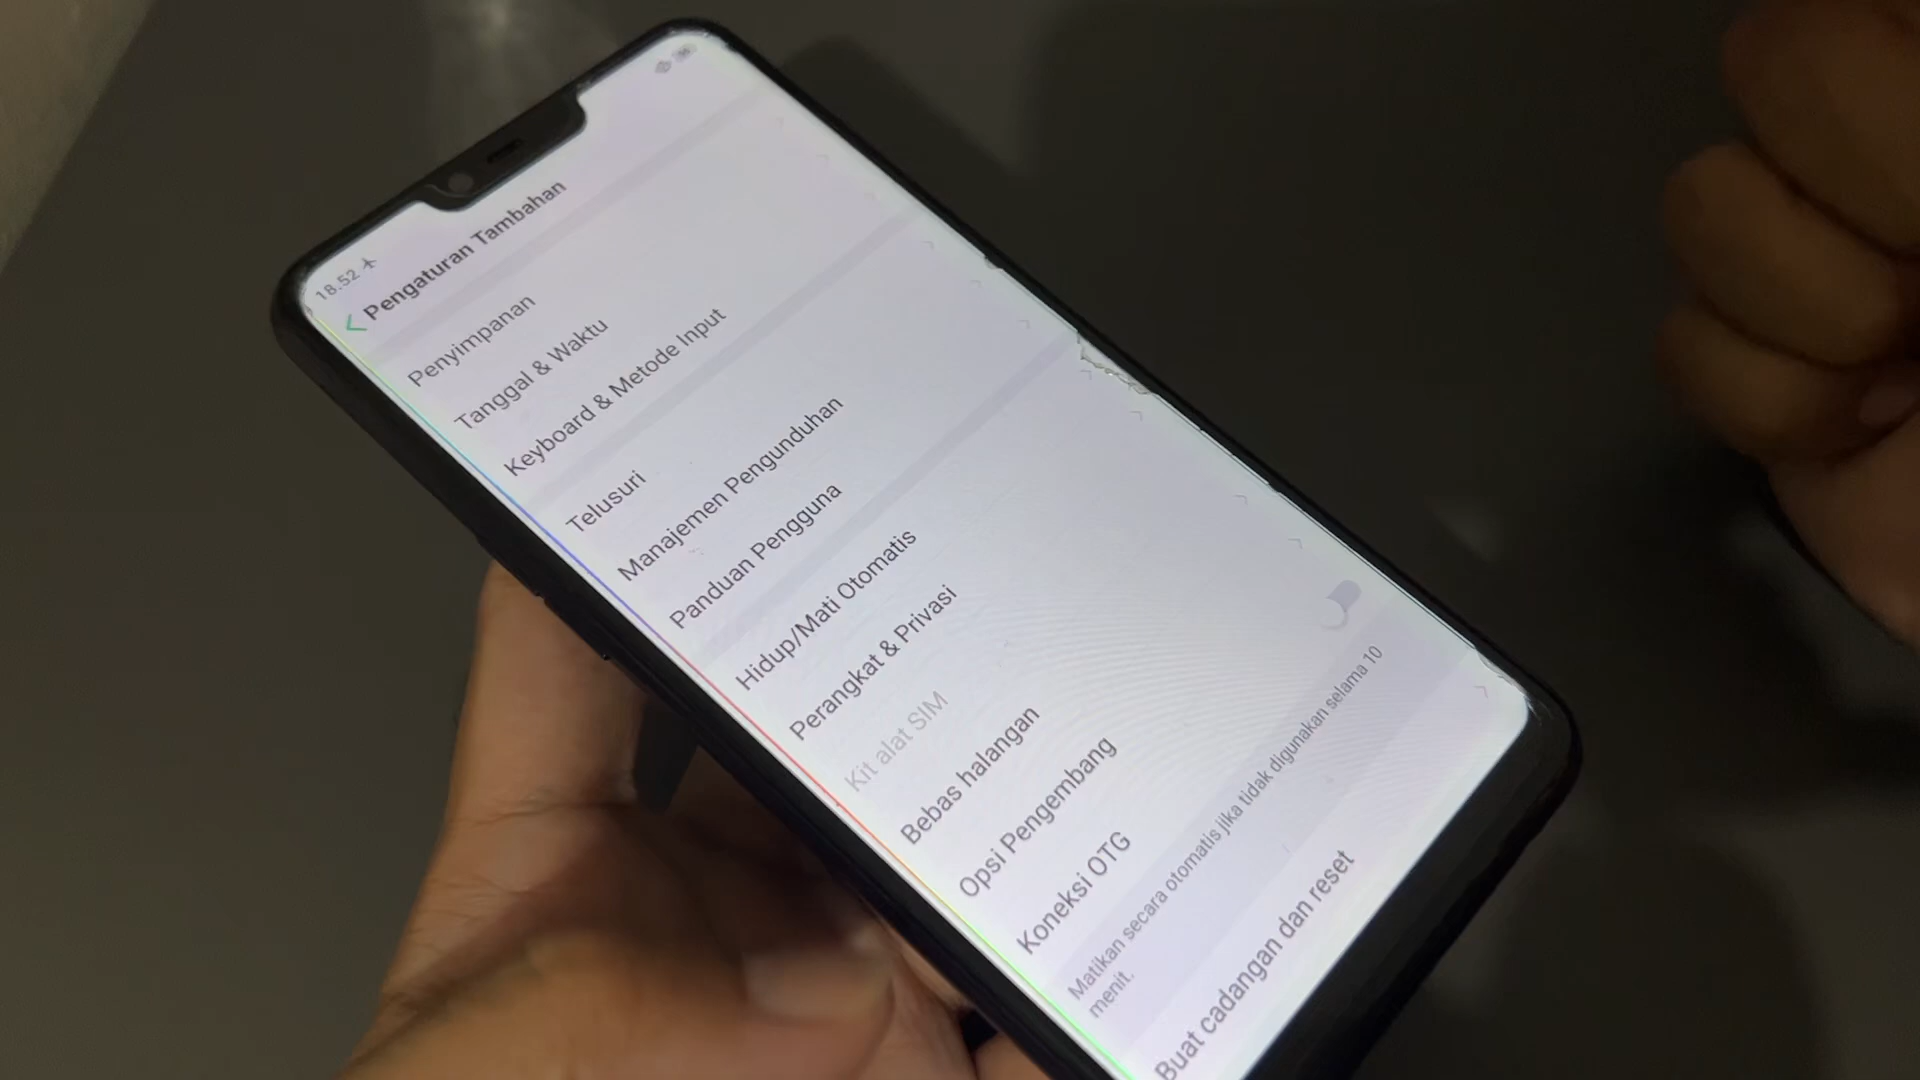 18.52
Pengaturan Tambahan
Penyimpanan
Tanggal & Waktu
Keyboard & Metode Input
Telusuri
Manajemen Pengunduhan
Panduan Pengguna
Hidup/Mati Otomatis
Perangkat & Privasi
Kit alat SIM
Bebas halangan
Opsi Pengembang
Koneksi OTG
Matikan secara otomatis jika tidak digunakan selama 10
menit.
Buat cadangan dan reset